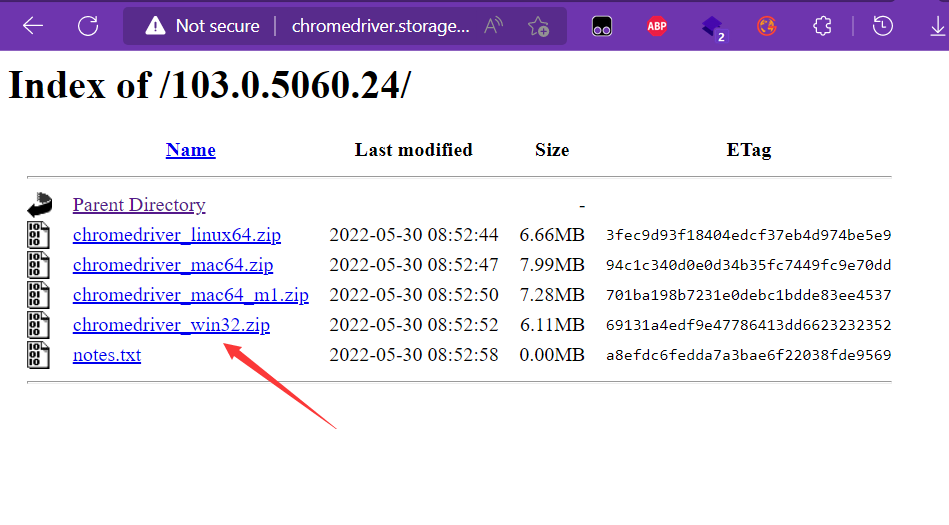 Not secure | chromedriver.storage... A 2
ABP
Index of /103.0.5060.24/
Name Last modified Size ETag
Parent Directory -
chromedriver_linux64.zip 2022-05-30 08:52:44 6.66MB 3fec9d93f18404edcf37eb4d974be5e9
chromedriver_mac64.zip 2022-05-30 08:52:47 7.99MB 94c1c340d0e0d34b35fc7449fc9e70dd
chromedriver_mac64_m1.zip 2022-05-30 08:52:50 7.28MB 701ba198b7231e0debc1bdde83ee4537
chromedriver_win32.zip 2022-05-30 08:52:52 6.11MB 69131a4edf9e47786413dd6623232352
notes.txt 2022-05-30 08:52:58 0.00MB a8efdc6fedda7a3bae6f22038fde9569